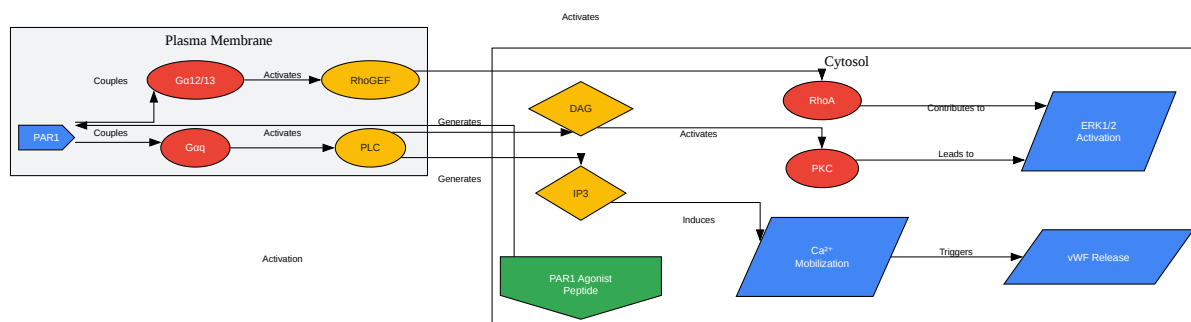 Activates
Plasma Membrane
Cytosol
Couples
Gα12/13
Activates
RhoGEF
RhoA
Contributes to
DAG
Generates
PAR1
Couples
Gαq
Activates
PLC
Activates
PKC
Leads to
ERK1/2
Activation
Generates
IP3
Induces
Ca²⁺
Mobilization
Triggers
vWF Release
Activation
PAR1 Agonist
Peptide